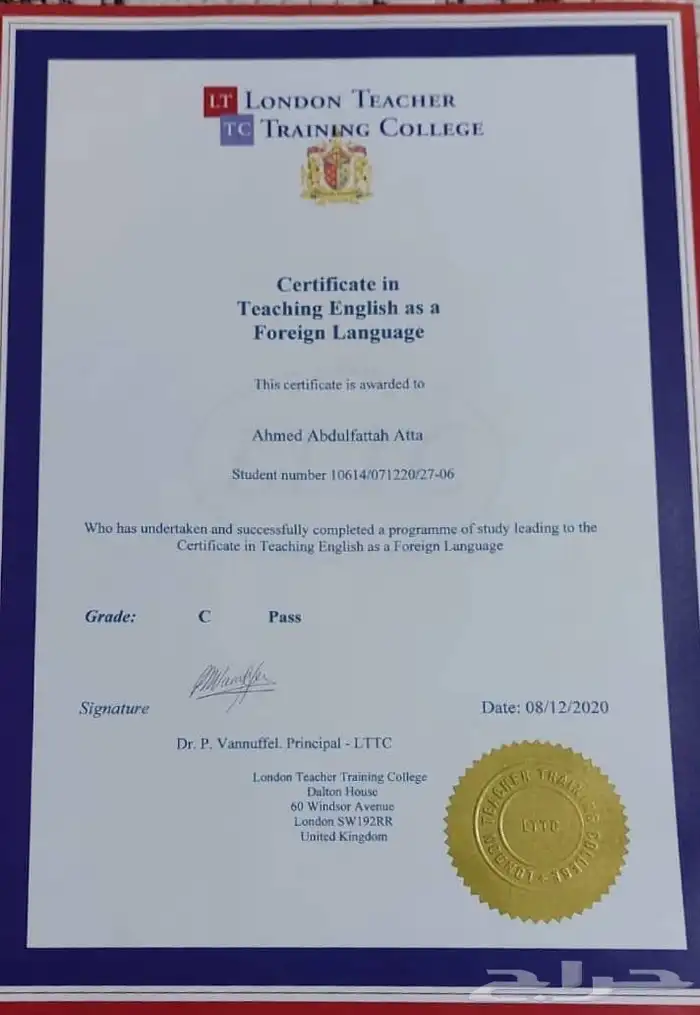 LT LONDON TEACHER
TC TRAINING COLLEGE
Certificate in
Teaching English as a
Foreign Language
This certificate is awarded to
Ahmed Abdulfattah Atta
Student number 10614/071220/27-06
Who has undertaken and successfully completed a programme of study leading to the
Certificate in Teaching English as a Foreign Language
Grade: C Pass
Signature
Date: 08/12/2020
Dr. P. Vannuffel. Principal - LTTC
London Teacher Training College
Dalton House
60 Windsor Avenue
London SW192RR
United Kingdom
LONDON TEACHER TRAINING COLLEGE
LTTC
حراج